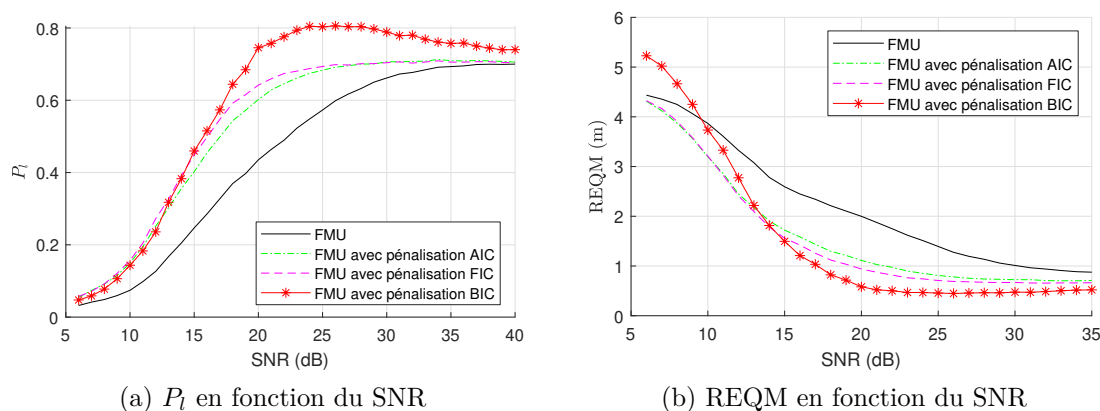 0.8
0.6
0.4
0.2
0
P_l
5 10 15 20 25 30 35 40
SNR (dB)
FMU
FMU avec pénalisation AIC
FMU avec pénalisation FIC
FMU avec pénalisation BIC
(a) P_l en fonction du SNR
6
5
4
3
2
1
0
REQM (m)
5 10 15 20 25 30 35
SNR (dB)
FMU
FMU avec pénalisation AIC
FMU avec pénalisation FIC
FMU avec pénalisation BIC
(b) REQM en fonction du SNR